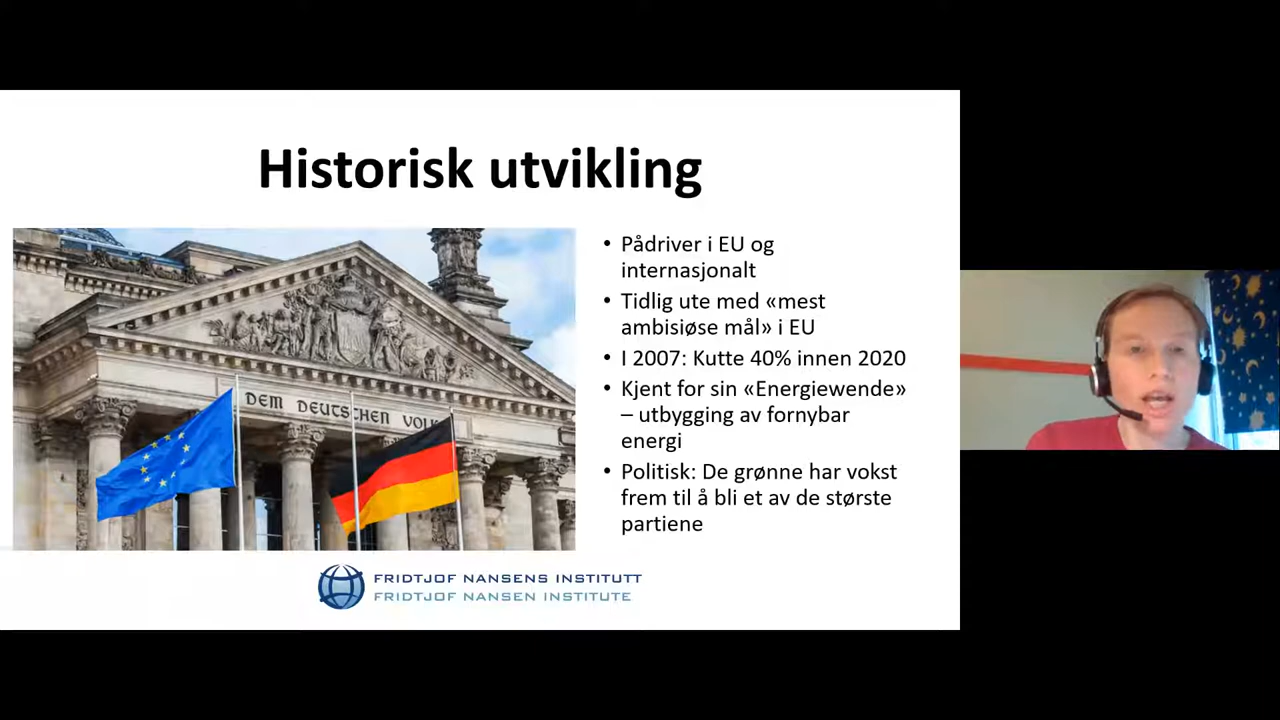 Historisk utvikling
DEM DEUTSCHEN VOLK
• Pådriver i EU og
internasjonalt
• Tidlig ute med «mest
ambisiøse mål» i EU
• I 2007: Kutte 40% innen 2020
• Kjent for sin «Energiewende»
– utbygging av fornybar
energi
• Politisk: De grønne har vokst
frem til å bli et av de største
partiene
FRIDTJOF NANSENS INSTITUTT
FRIDTJOF NANSEN INSTITUTE